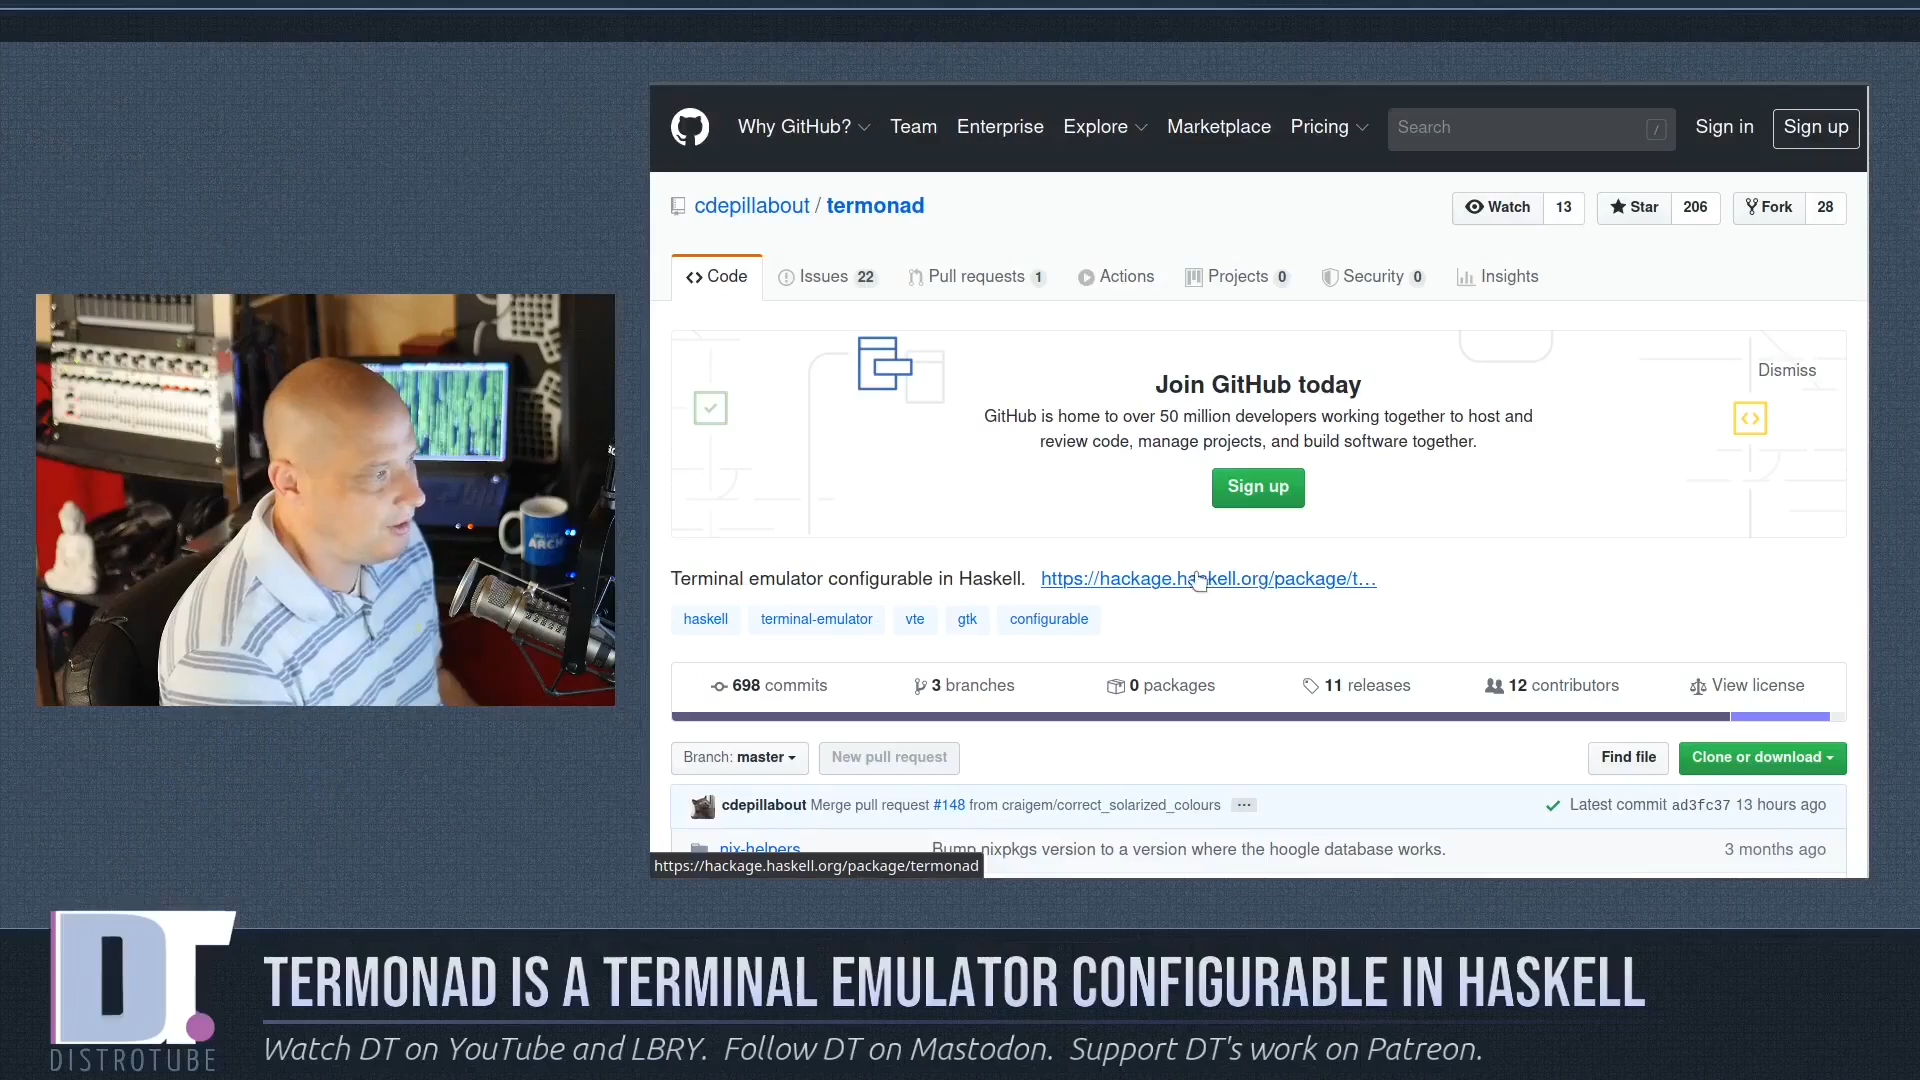 Why GitHub? Team Enterprise Explore Marketplace Pricing Search / Sign in Sign up
cdepillabout / termonad
Watch 13 Star 206 Fork 28
Code Issues 22 Pull requests 1 Actions Projects 0 Security 0 Insights
Dismiss
Join GitHub today
GitHub is home to over 50 million developers working together to host and
review code, manage projects, and build software together.
Sign up
Terminal emulator configurable in Haskell. https://hackage.haskell.org/package/t…
haskell terminal-emulator vte gtk configurable
698 commits 3 branches 0 packages 11 releases 12 contributors View license
Branch: master New pull request Find file Clone or download
cdepillabout Merge pull request #148 from craigem/correct_solarized_colours … Latest commit ad3fc37 13 hours ago
nix-helpers Bump nixpkgs version to a version where the hoogle database works. 3 months ago
https://hackage.haskell.org/package/termonad
ARCH
DT
DISTROTUBE
TERMONAD IS A TERMINAL EMULATOR CONFIGURABLE IN HASKELL
Watch DT on YouTube and LBRY. Follow DT on Mastodon. Support DT's work on Patreon.